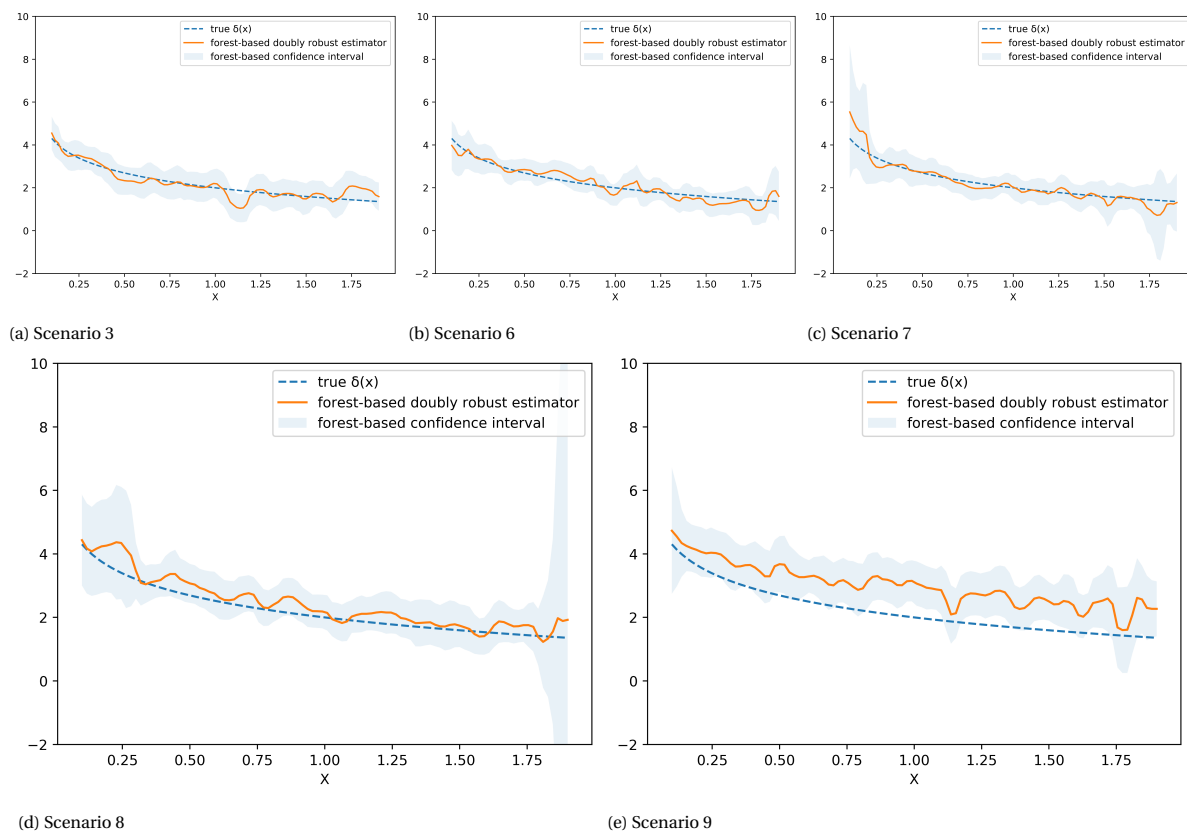 10
8
6
4
2
0
−2
0.25 0.50 0.75 1.00 1.25 1.50 1.75
X
true δ(x)
forest-based doubly robust estimator
forest-based confidence interval
(a) Scenario 3
10
8
6
4
2
0
−2
0.25 0.50 0.75 1.00 1.25 1.50 1.75
X
true δ(x)
forest-based doubly robust estimator
forest-based confidence interval
(b) Scenario 6
10
8
6
4
2
0
−2
0.25 0.50 0.75 1.00 1.25 1.50 1.75
X
true δ(x)
forest-based doubly robust estimator
forest-based confidence interval
(c) Scenario 7
10
8
6
4
2
0
−2
0.25 0.50 0.75 1.00 1.25 1.50 1.75
X
true δ(x)
forest-based doubly robust estimator
forest-based confidence interval
(d) Scenario 8
10
8
6
4
2
0
−2
0.25 0.50 0.75 1.00 1.25 1.50 1.75
X
true δ(x)
forest-based doubly robust estimator
forest-based confidence interval
(e) Scenario 9